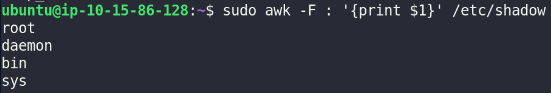 ubuntu@ip-10-15-86-128:~$ sudo awk -F : '{print $1}' /etc/shadow
root
daemon
bin
sys